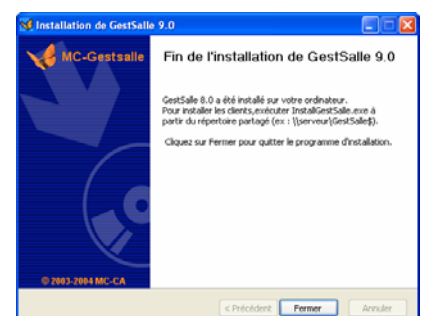 Installation de GestSalle 9.0
MC-Gestsalle
Fin de l'installation de GestSalle 9.0
GestSalle 8.0 a été installé sur votre ordinateur.
Pour installer les clients,exécuter InstallGestSalle.exe à
partir du répertoire partagé (ex : \\serveur\GestSalle$).
Cliquez sur Fermer pour quitter le programme d'installation.
© 2003-2004 MC-CA
< Précédent
Fermer
Annuler